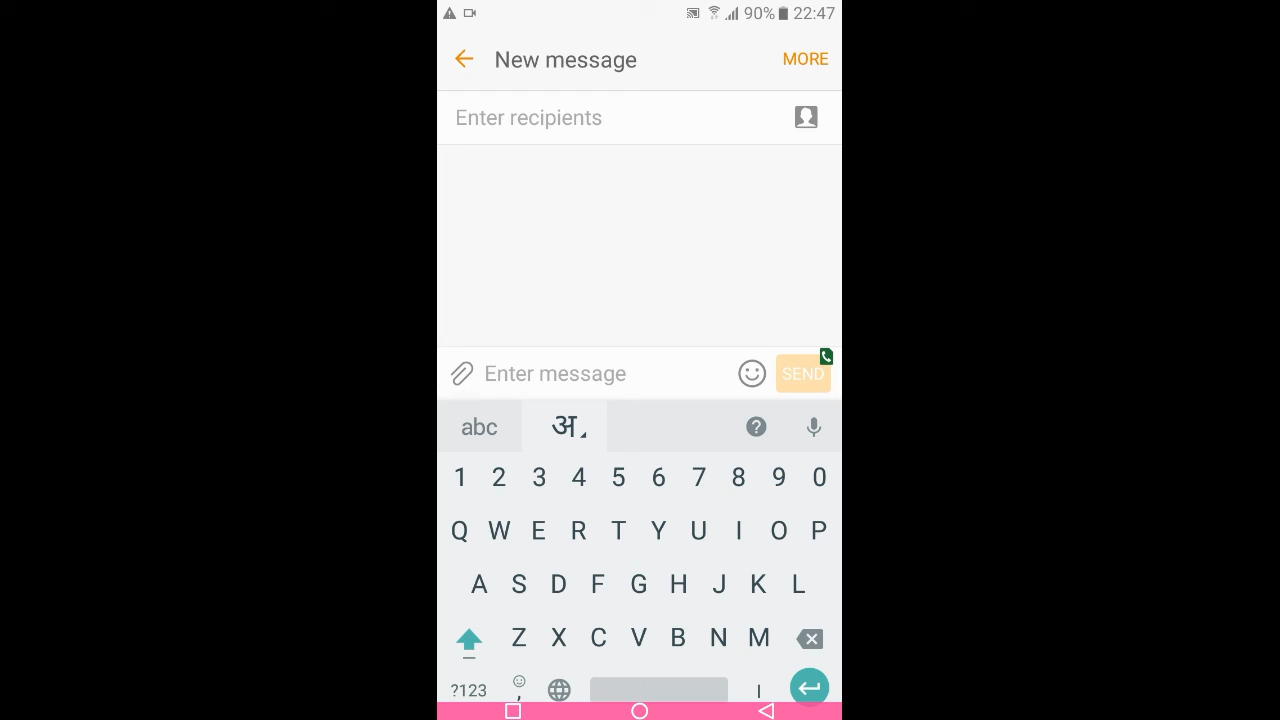 90% 22:47
New message MORE
Enter recipients
Enter message SEND
abc अ ?
1 2 3 4 5 6 7 8 9 0
Q W E R T Y U I O P
A S D F G H J K L
Z X C V B N M
?123 , ।